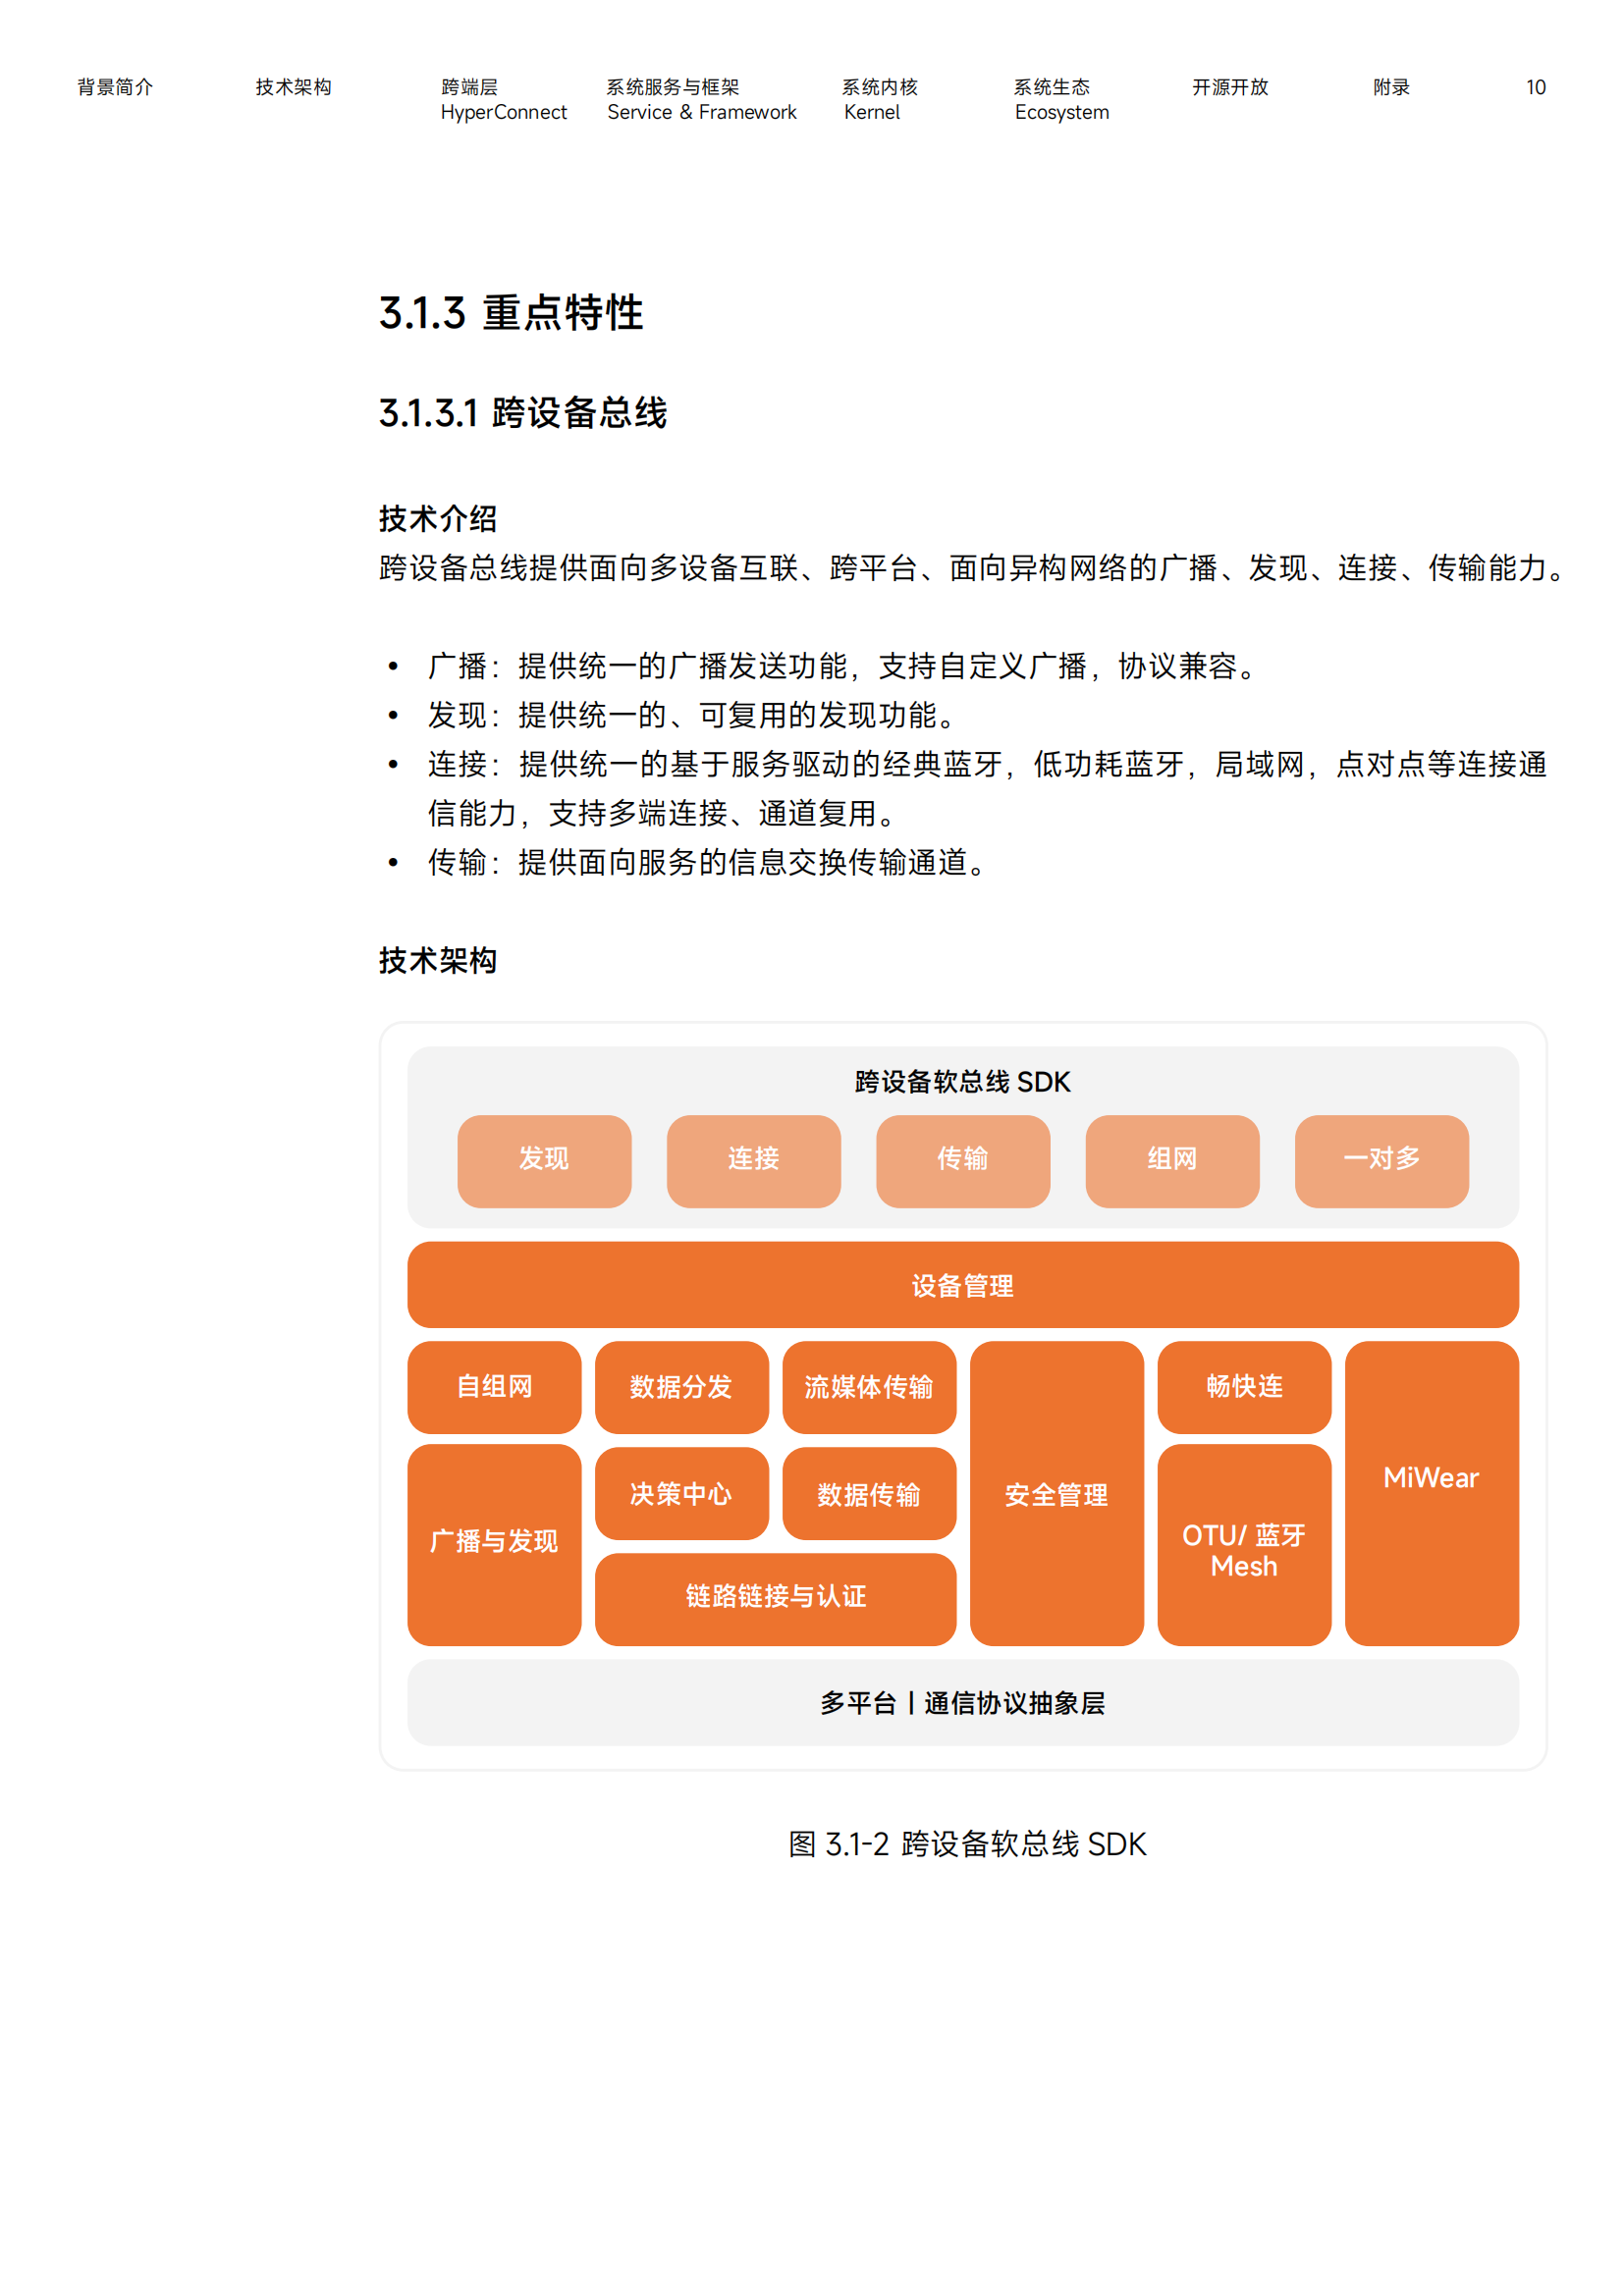 背景简介
技术架构
跨端层
HyperConnect
系统服务与框架
Service & Framework
系统内核
Kernel
系统生态
Ecosystem
开源开放
附录
10
3.1.3 重点特性
3.1.3.1 跨设备总线
技术介绍
跨设备总线提供面向多设备互联、跨平台、面向异构网络的广播、发现、连接、传输能力。
• 广播：提供统一的广播发送功能，支持自定义广播，协议兼容。
• 发现：提供统一的、可复用的发现功能。
• 连接：提供统一的基于服务驱动的经典蓝牙，低功耗蓝牙，局域网，点对点等连接通
信能力，支持多端连接、通道复用。
• 传输：提供面向服务的信息交换传输通道。
技术架构
跨设备软总线 SDK
发现
连接
传输
组网
一对多
设备管理
自组网
数据分发
流媒体传输
安全管理
畅快连
MiWear
广播与发现
决策中心
数据传输
OTU/ 蓝牙
Mesh
链路链接与认证
多平台 | 通信协议抽象层
图 3.1-2 跨设备软总线 SDK